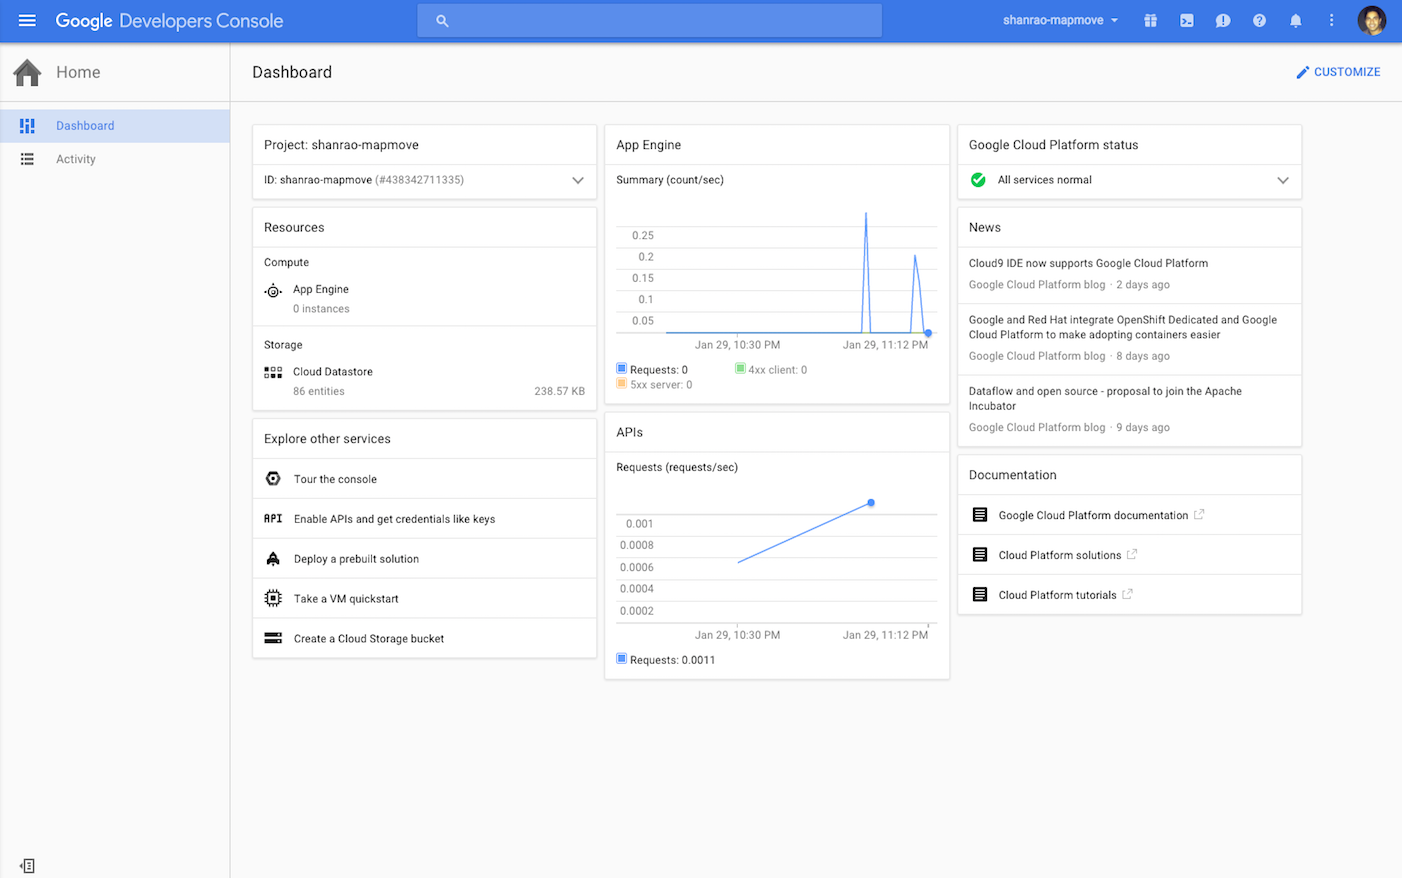 Google Developers Console
shanrao-mapmove
Home
Dashboard
CUSTOMIZE
Dashboard
Activity
Project: shanrao-mapmove
ID: shanrao-mapmove (#438342711335)
Resources
Compute
App Engine
0 instances
Storage
Cloud Datastore
86 entities
238.57 KB
Explore other services
Tour the console
API Enable APIs and get credentials like keys
Deploy a prebuilt solution
Take a VM quickstart
Create a Cloud Storage bucket
App Engine
Summary (count/sec)
0.25
0.2
0.15
0.1
0.05
Jan 29, 10:30 PM
Jan 29, 11:12 PM
Requests: 0
4xx client: 0
5xx server: 0
APIs
Requests (requests/sec)
0.001
0.0008
0.0006
0.0004
0.0002
Jan 29, 10:30 PM
Jan 29, 11:12 PM
Requests: 0.0011
Google Cloud Platform status
All services normal
News
Cloud9 IDE now supports Google Cloud Platform
Google Cloud Platform blog · 2 days ago
Google and Red Hat integrate OpenShift Dedicated and Google
Cloud Platform to make adopting containers easier
Google Cloud Platform blog · 8 days ago
Dataflow and open source - proposal to join the Apache
Incubator
Google Cloud Platform blog · 9 days ago
Documentation
Google Cloud Platform documentation
Cloud Platform solutions
Cloud Platform tutorials